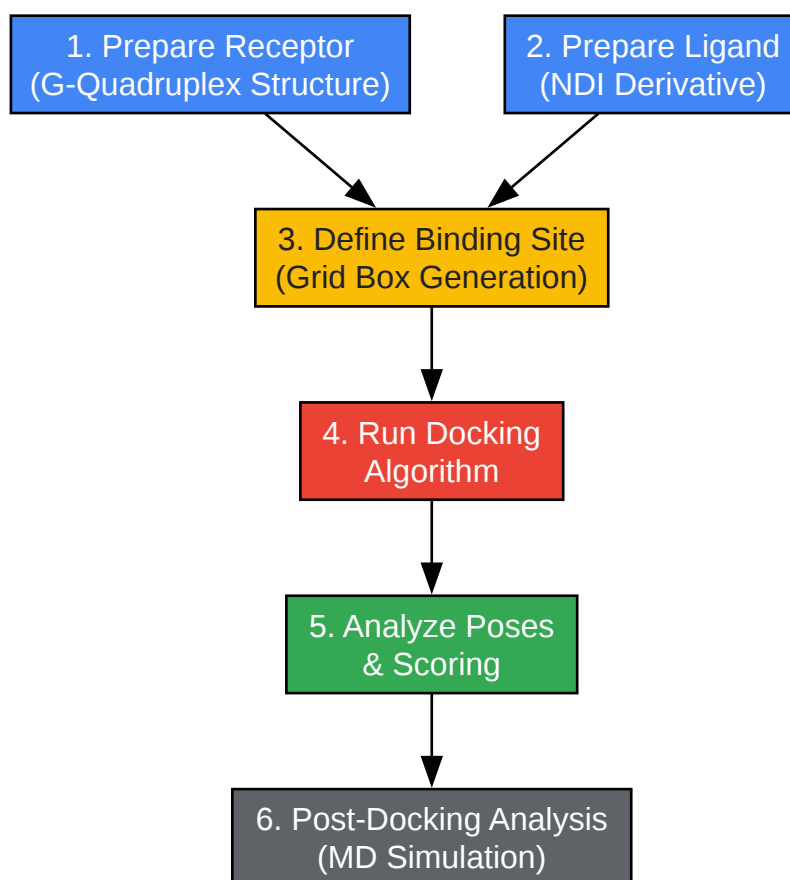 1. Prepare Receptor
(G-Quadruplex Structure)
2. Prepare Ligand
(NDI Derivative)
3. Define Binding Site
(Grid Box Generation)
4. Run Docking
Algorithm
5. Analyze Poses
& Scoring
6. Post-Docking Analysis
(MD Simulation)